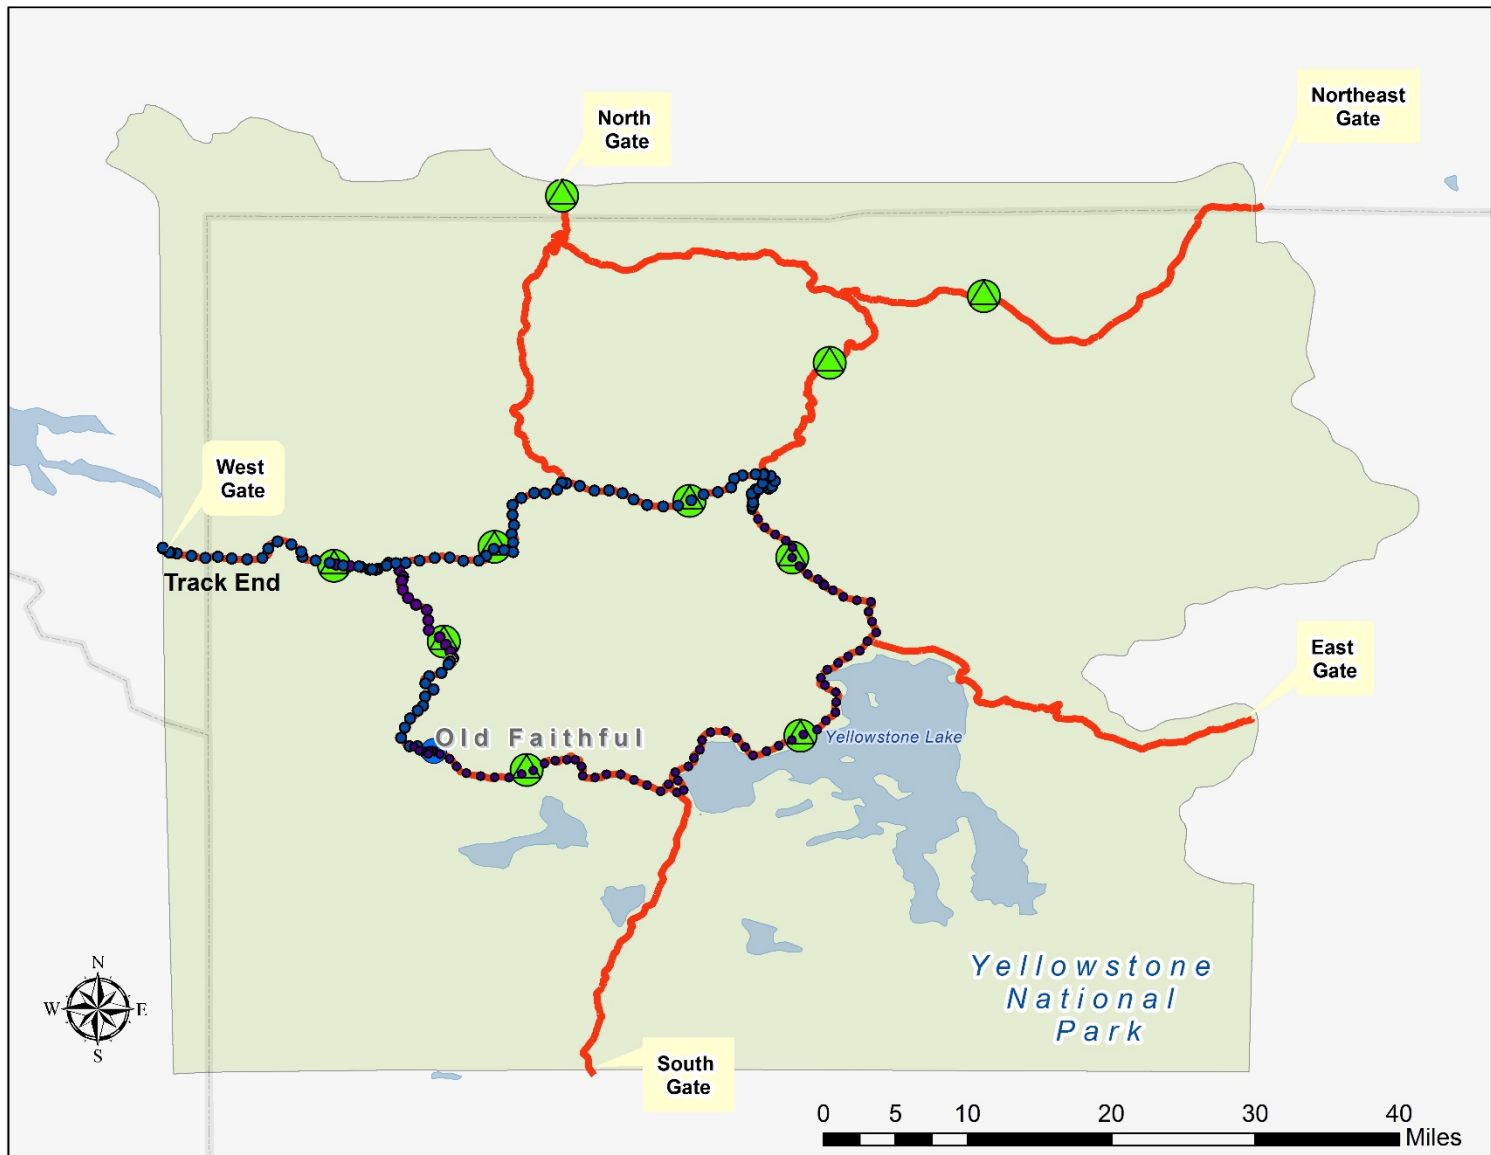 Northeast
Gate
North
Gate
West
Gate
Track End
East
Gate
Old Faithful
Yellowstone Lake
Yellowstone
National
Park
N
W E
S
South
Gate
0 5 10 20 30 40
Miles